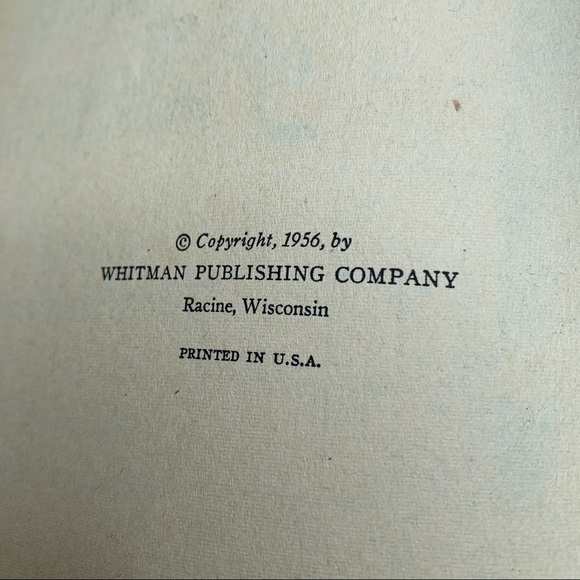 © Copyright, 1956, by
WHITMAN PUBLISHING COMPANY
Racine, Wisconsin
PRINTED IN U.S.A.